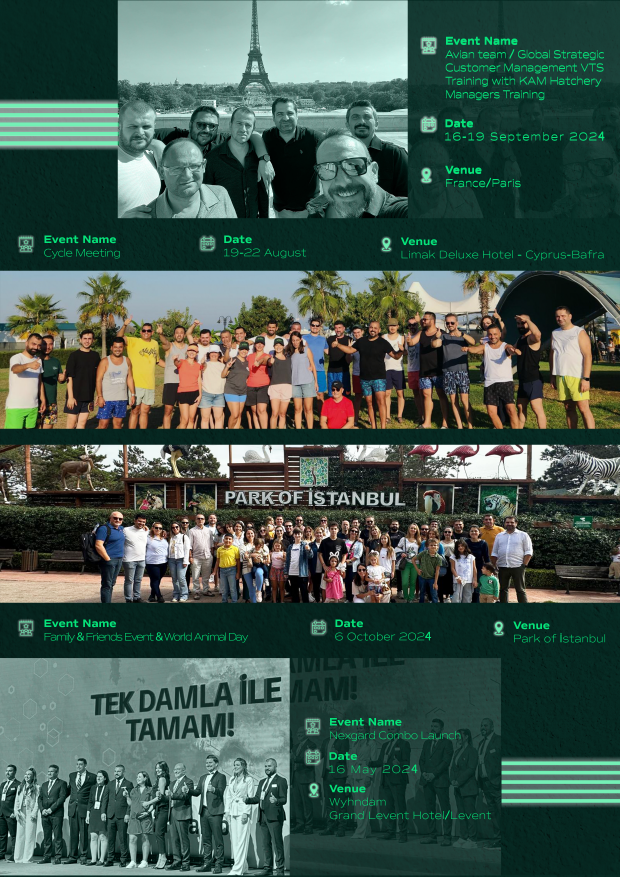 Event Name
Avian team / Global Strategic
Customer Management VTS
Training with KAM Hatchery
Managers Training
Date
16-19 September 2024
Venue
France/Paris
Event Name
Cycle Meeting
Date
19-22 August
Venue
Limak Deluxe Hotel - Cyprus-Bafra
PARK OF İSTANBUL
Event Name
Family & Friends Event & World Animal Day
Date
6 October 2024
Venue
Park of İstanbul
TEK DAMLA İLE
TAMAM!
Event Name
Nexgard Combo Launch
Date
16 May 2024
Venue
Wyhndam
Grand Levent Hotel/Levent